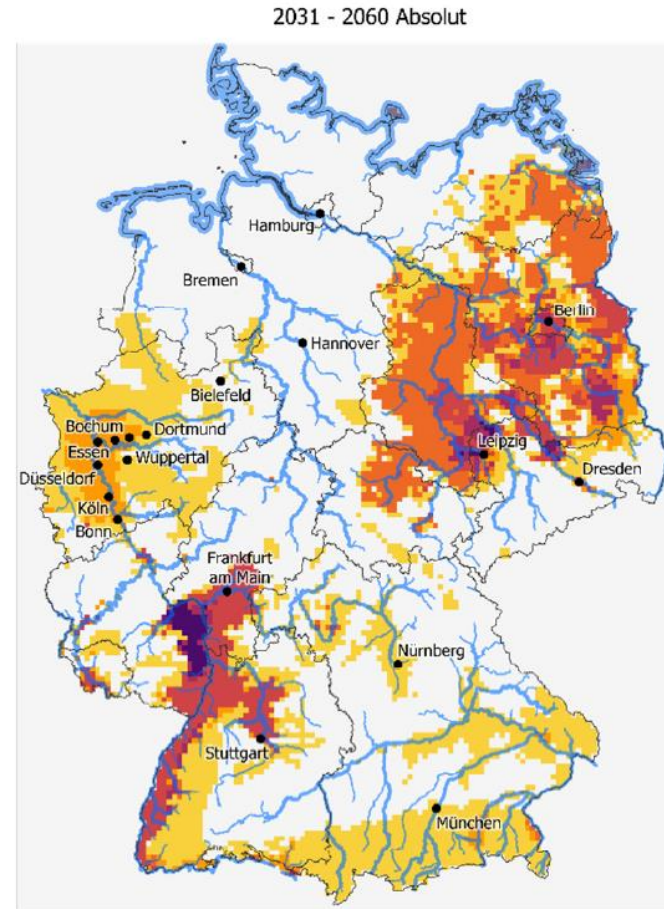 2031 - 2060 Absolut
Hamburg
Bremen
Berlin
Hannover
Bielefeld
Bochum
Dortmund
Essen
Wuppertal
Leipzig
Düsseldorf
Dresden
Köln
Bonn
Frankfurt
am Main
Nürnberg
Stuttgart
München